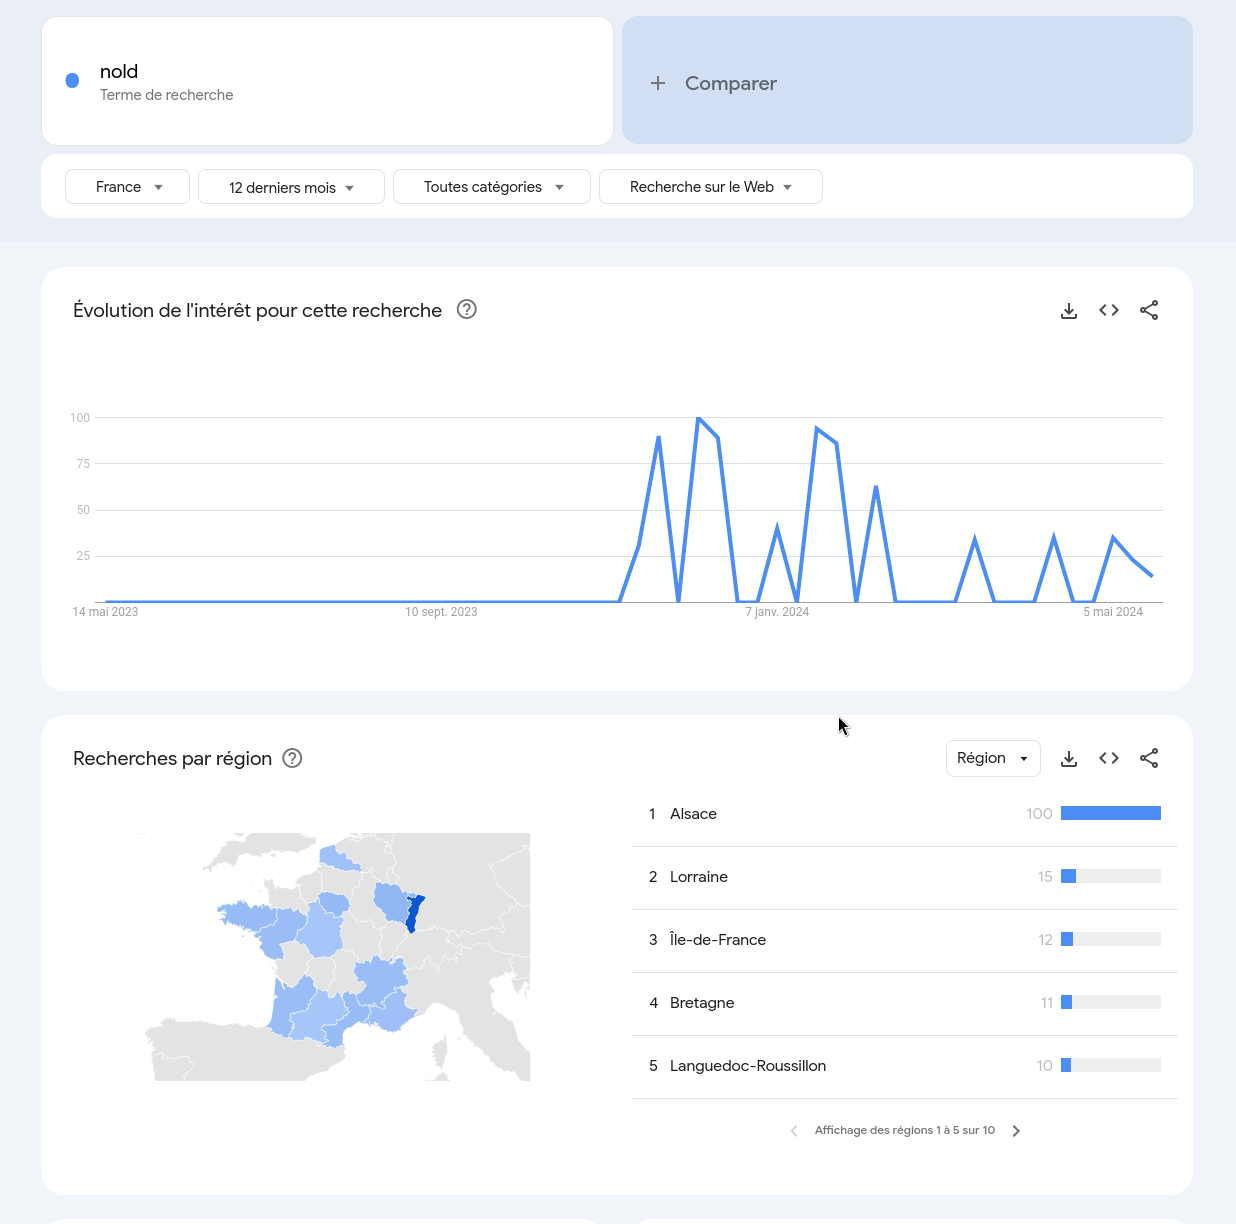 nold
Terme de recherche
Comparer
France
12 derniers mois
Toutes catégories
Recherche sur le Web
Évolution de l'intérêt pour cette recherche
100
75
50
25
14 mai 2023
10 sept. 2023
7 janv. 2024
5 mai 2024
Recherches par région
Région
1 Alsace 100
2 Lorraine 15
3 Île-de-France 12
4 Bretagne 11
5 Languedoc-Roussillon 10
Affichage des régions 1 à 5 sur 10